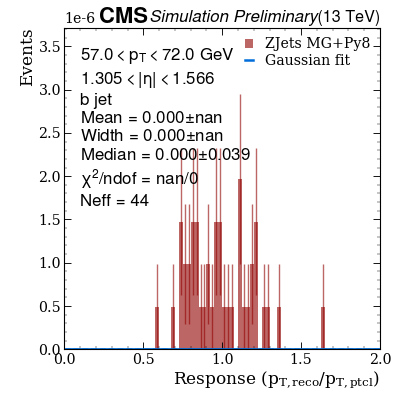 1e-6 CMS Simulation Preliminary (13 TeV)
Events
3.5
3.0
2.5
2.0
1.5
1.0
0.5
0.0
57.0 < pT < 72.0 GeV
1.305 < |η| < 1.566
b jet
Mean = 0.000±nan
Width = 0.000±nan
Median = 0.000±0.039
χ²/ndof = nan/0
Neff = 44
ZJets MG+Py8
Gaussian fit
0.0 0.5 1.0 1.5 2.0
Response (pT,reco/pT,ptcl)